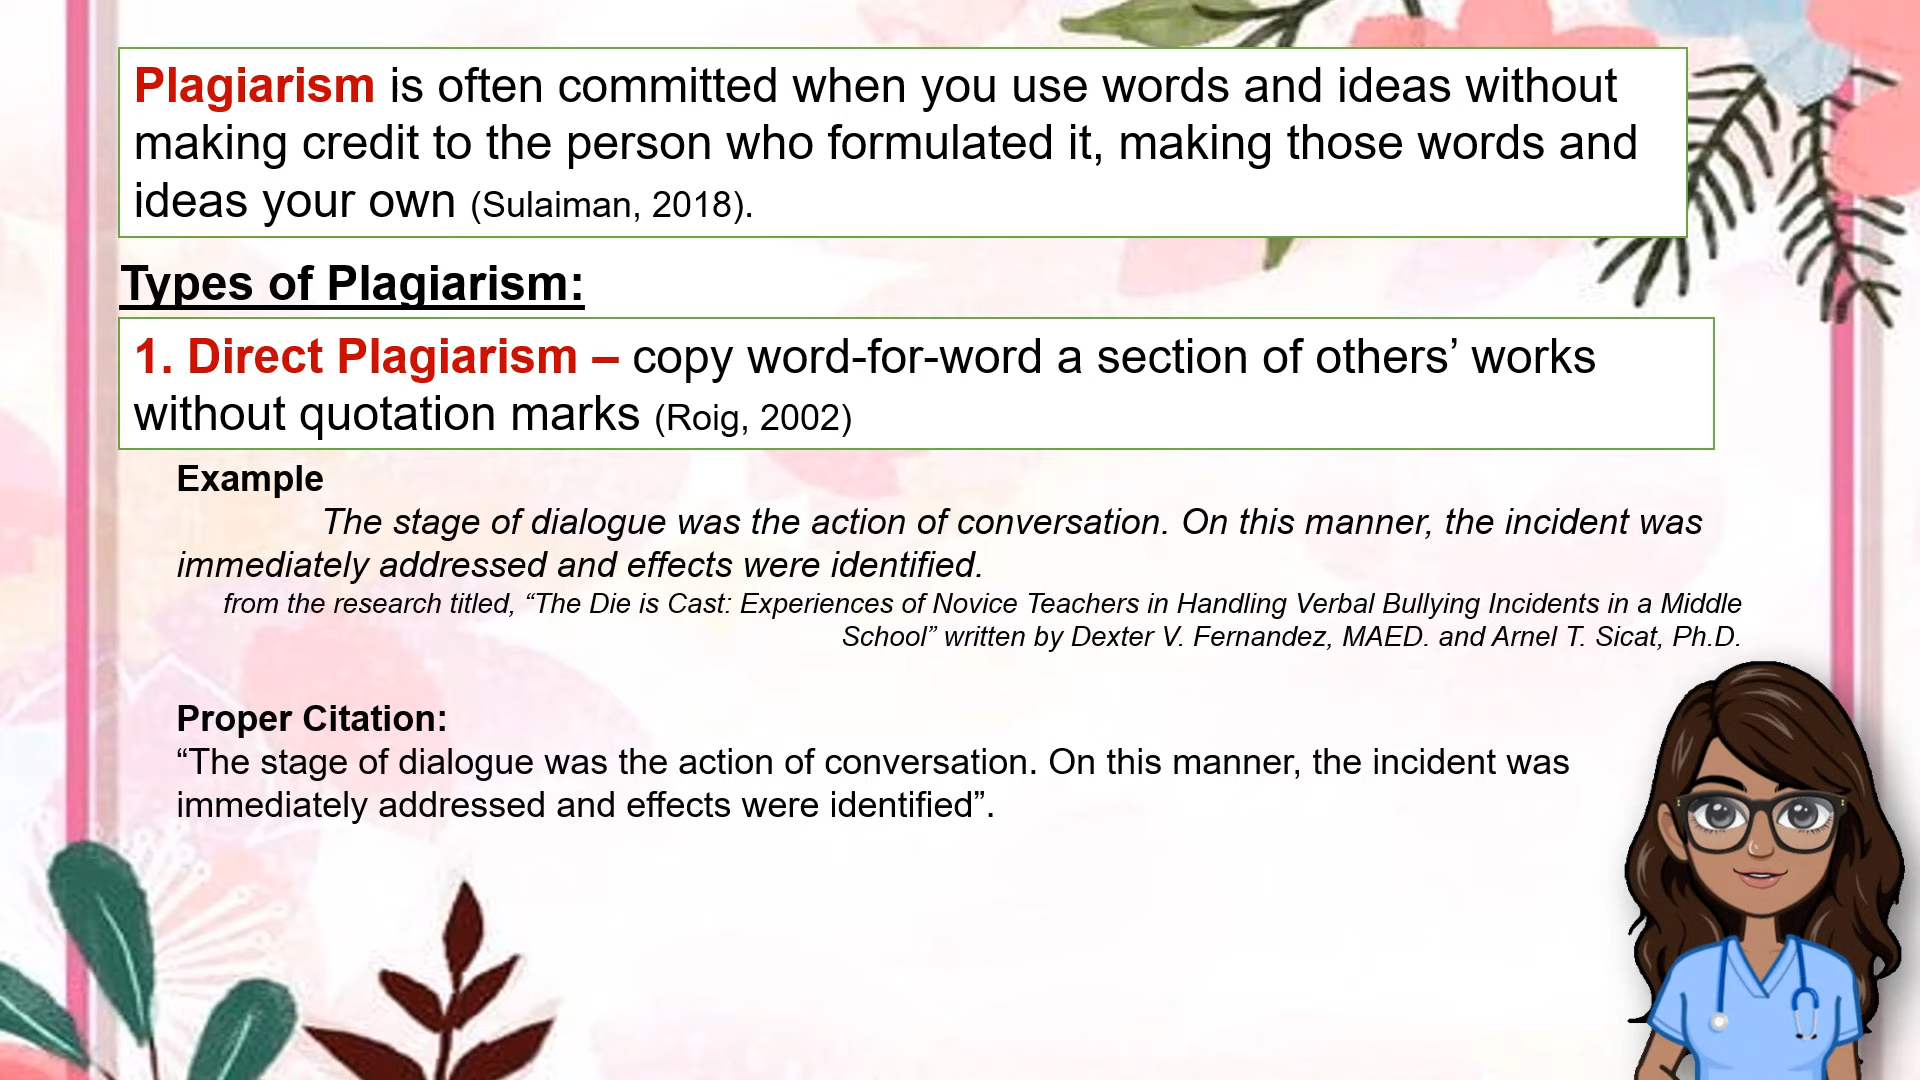 Plagiarism is often committed when you use words and ideas without
making credit to the person who formulated it, making those words and
ideas your own (Sulaiman, 2018).
Types of Plagiarism:
1. Direct Plagiarism – copy word-for-word a section of others’ works
without quotation marks (Roig, 2002)
Example
The stage of dialogue was the action of conversation. On this manner, the incident was
immediately addressed and effects were identified.
from the research titled, “The Die is Cast: Experiences of Novice Teachers in Handling Verbal Bullying Incidents in a Middle
School” written by Dexter V. Fernandez, MAED. and Arnel T. Sicat, Ph.D.
Proper Citation:
“The stage of dialogue was the action of conversation. On this manner, the incident was
immediately addressed and effects were identified”.